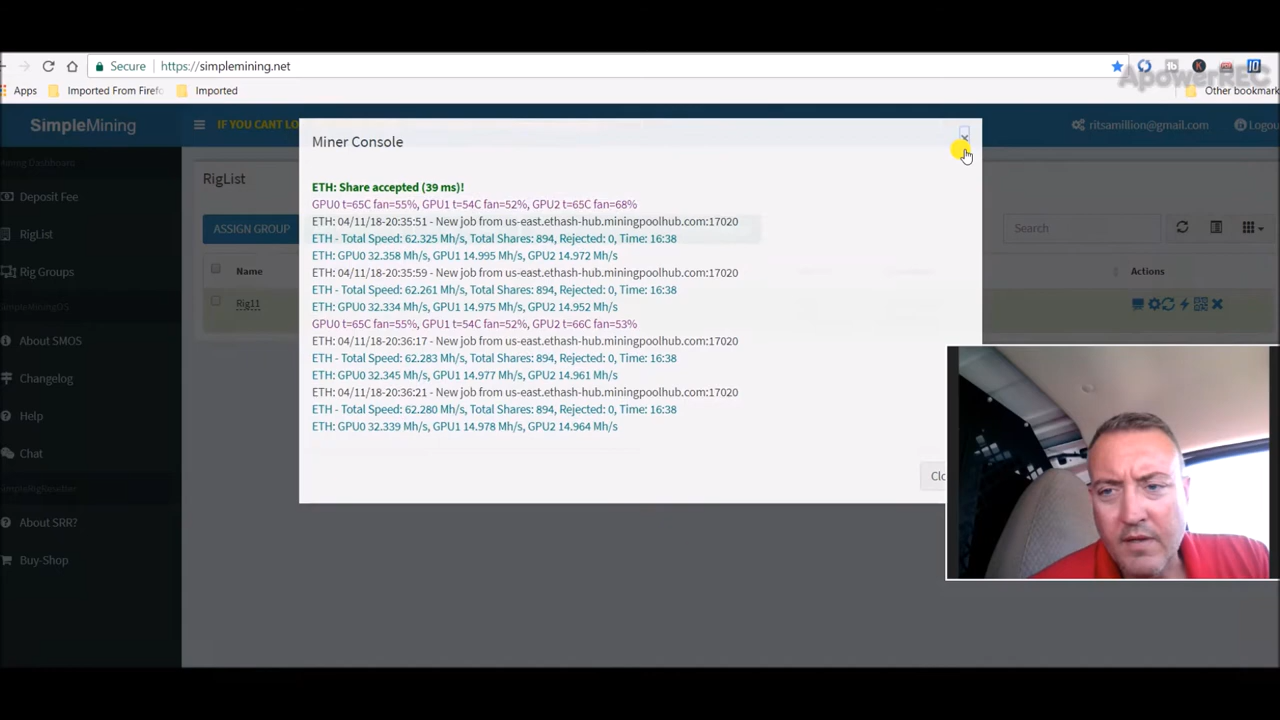 Secure https://simplemining.net
ApowerREC
Apps Imported From Firefo Imported Other bookmark
SimpleMining IF YOU CANT LO ritsamillion@gmail.com Logou
Miner Console
Mining Dashboard
Deposit Fee
RigList
Rig Groups
SimpleMiningOS
About SMOS
Changelog
Help
Chat
SimpleRigResetter
About SRR?
Buy-Shop
RigList
ASSIGN GROUP Search
Name Actions
Rig11
ETH: Share accepted (39 ms)!
GPU0 t=65C fan=55%, GPU1 t=54C fan=52%, GPU2 t=65C fan=68%
ETH: 04/11/18-20:35:51 - New job from us-east.ethash-hub.miningpoolhub.com:17020
ETH - Total Speed: 62.325 Mh/s, Total Shares: 894, Rejected: 0, Time: 16:38
ETH: GPU0 32.358 Mh/s, GPU1 14.995 Mh/s, GPU2 14.972 Mh/s
ETH: 04/11/18-20:35:59 - New job from us-east.ethash-hub.miningpoolhub.com:17020
ETH - Total Speed: 62.261 Mh/s, Total Shares: 894, Rejected: 0, Time: 16:38
ETH: GPU0 32.334 Mh/s, GPU1 14.975 Mh/s, GPU2 14.952 Mh/s
GPU0 t=65C fan=55%, GPU1 t=54C fan=52%, GPU2 t=66C fan=53%
ETH: 04/11/18-20:36:17 - New job from us-east.ethash-hub.miningpoolhub.com:17020
ETH - Total Speed: 62.283 Mh/s, Total Shares: 894, Rejected: 0, Time: 16:38
ETH: GPU0 32.345 Mh/s, GPU1 14.977 Mh/s, GPU2 14.961 Mh/s
ETH: 04/11/18-20:36:21 - New job from us-east.ethash-hub.miningpoolhub.com:17020
ETH - Total Speed: 62.280 Mh/s, Total Shares: 894, Rejected: 0, Time: 16:38
ETH: GPU0 32.339 Mh/s, GPU1 14.978 Mh/s, GPU2 14.964 Mh/s
Clo